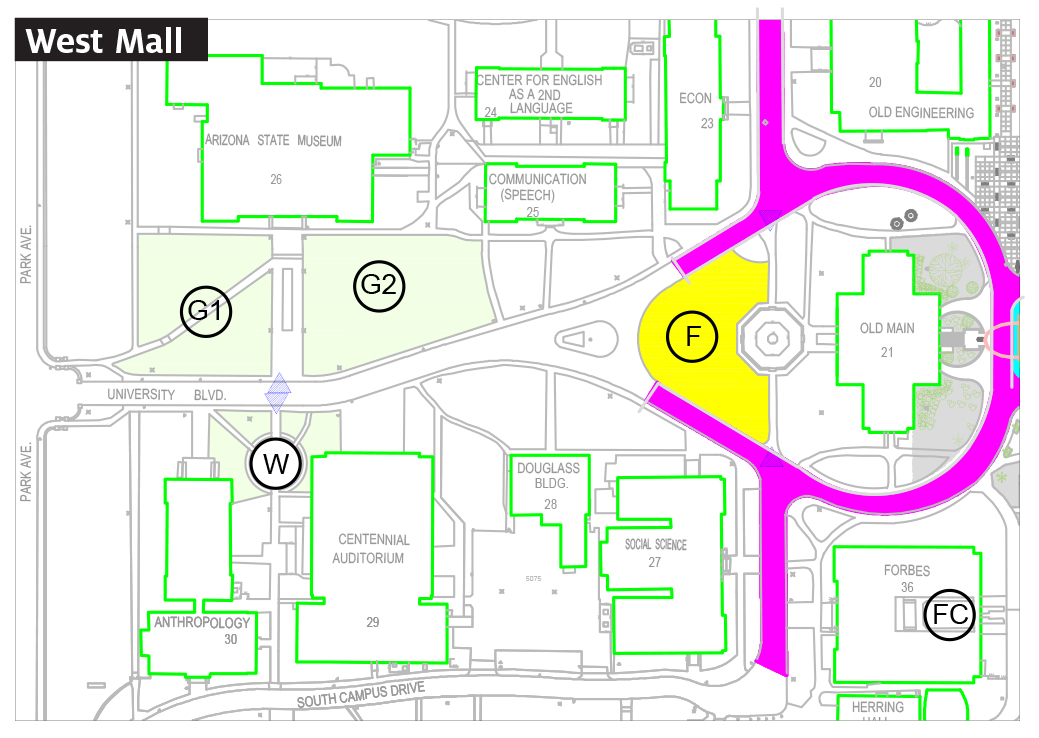 West Mall
CENTER FOR ENGLISH
AS A 2ND
LANGUAGE
24
ECON
23
20
OLD ENGINEERING
ARIZONA STATE MUSEUM
26
COMMUNICATION
(SPEECH)
25
PARK AVE.
G1
G2
F
OLD MAIN
21
UNIVERSITY BLVD.
PARK AVE.
W
DOUGLASS
BLDG.
28
CENTENNIAL
AUDITORIUM
29
SOCIAL SCIENCE
27
5075
FORBES
36
FC
ANTHROPOLOGY
30
SOUTH CAMPUS DRIVE
HERRING
HALL